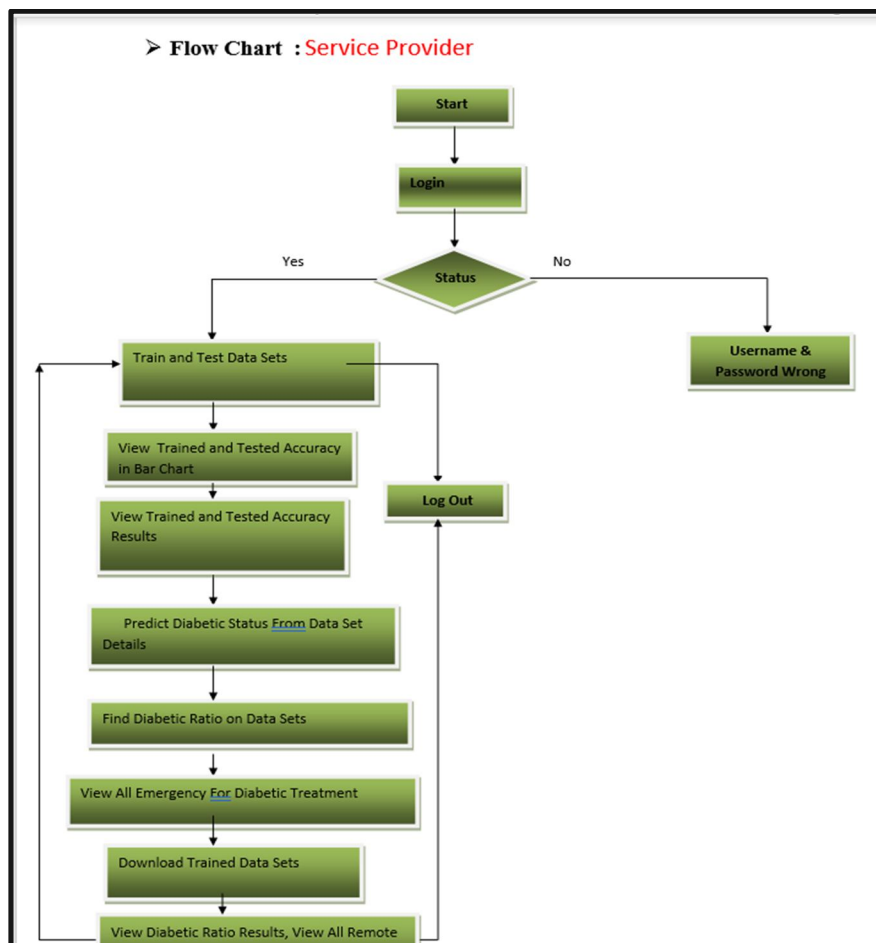 ➢ Flow Chart : Service Provider
Start
Login
Status
Yes
No
Train and Test Data Sets
Username &
Password Wrong
View Trained and Tested Accuracy
in Bar Chart
Log Out
View Trained and Tested Accuracy
Results
Predict Diabetic Status From Data Set
Details
Find Diabetic Ratio on Data Sets
View All Emergency For Diabetic Treatment
Download Trained Data Sets
View Diabetic Ratio Results, View All Remote